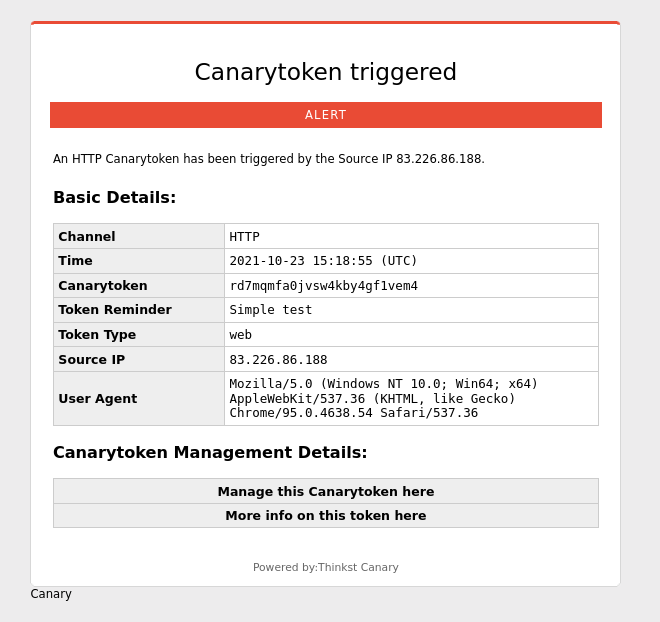 Canarytoken triggered
ALERT
An HTTP Canarytoken has been triggered by the Source IP 83.226.86.188.
Basic Details:
Channel HTTP
Time 2021-10-23 15:18:55 (UTC)
Canarytoken rd7mqmfa0jvsw4kby4gf1vem4
Token Reminder Simple test
Token Type web
Source IP 83.226.86.188
User Agent Mozilla/5.0 (Windows NT 10.0; Win64; x64)
AppleWebKit/537.36 (KHTML, like Gecko)
Chrome/95.0.4638.54 Safari/537.36
Canarytoken Management Details:
Manage this Canarytoken here
More info on this token here
Powered by:Thinkst Canary
Canary